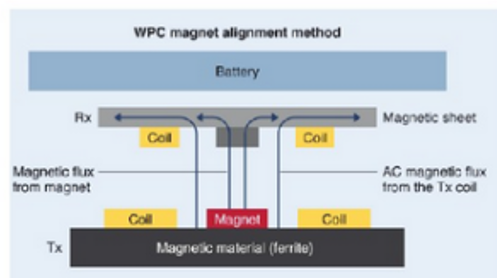 WPC magnet alignment method
Battery
Rx
Magnetic sheet
Coil
Coil
Magnetic flux
from magnet
AC magnetic flux
from the Tx coil
Coil
Magnet
Coil
Tx
Magnetic material (ferrite)